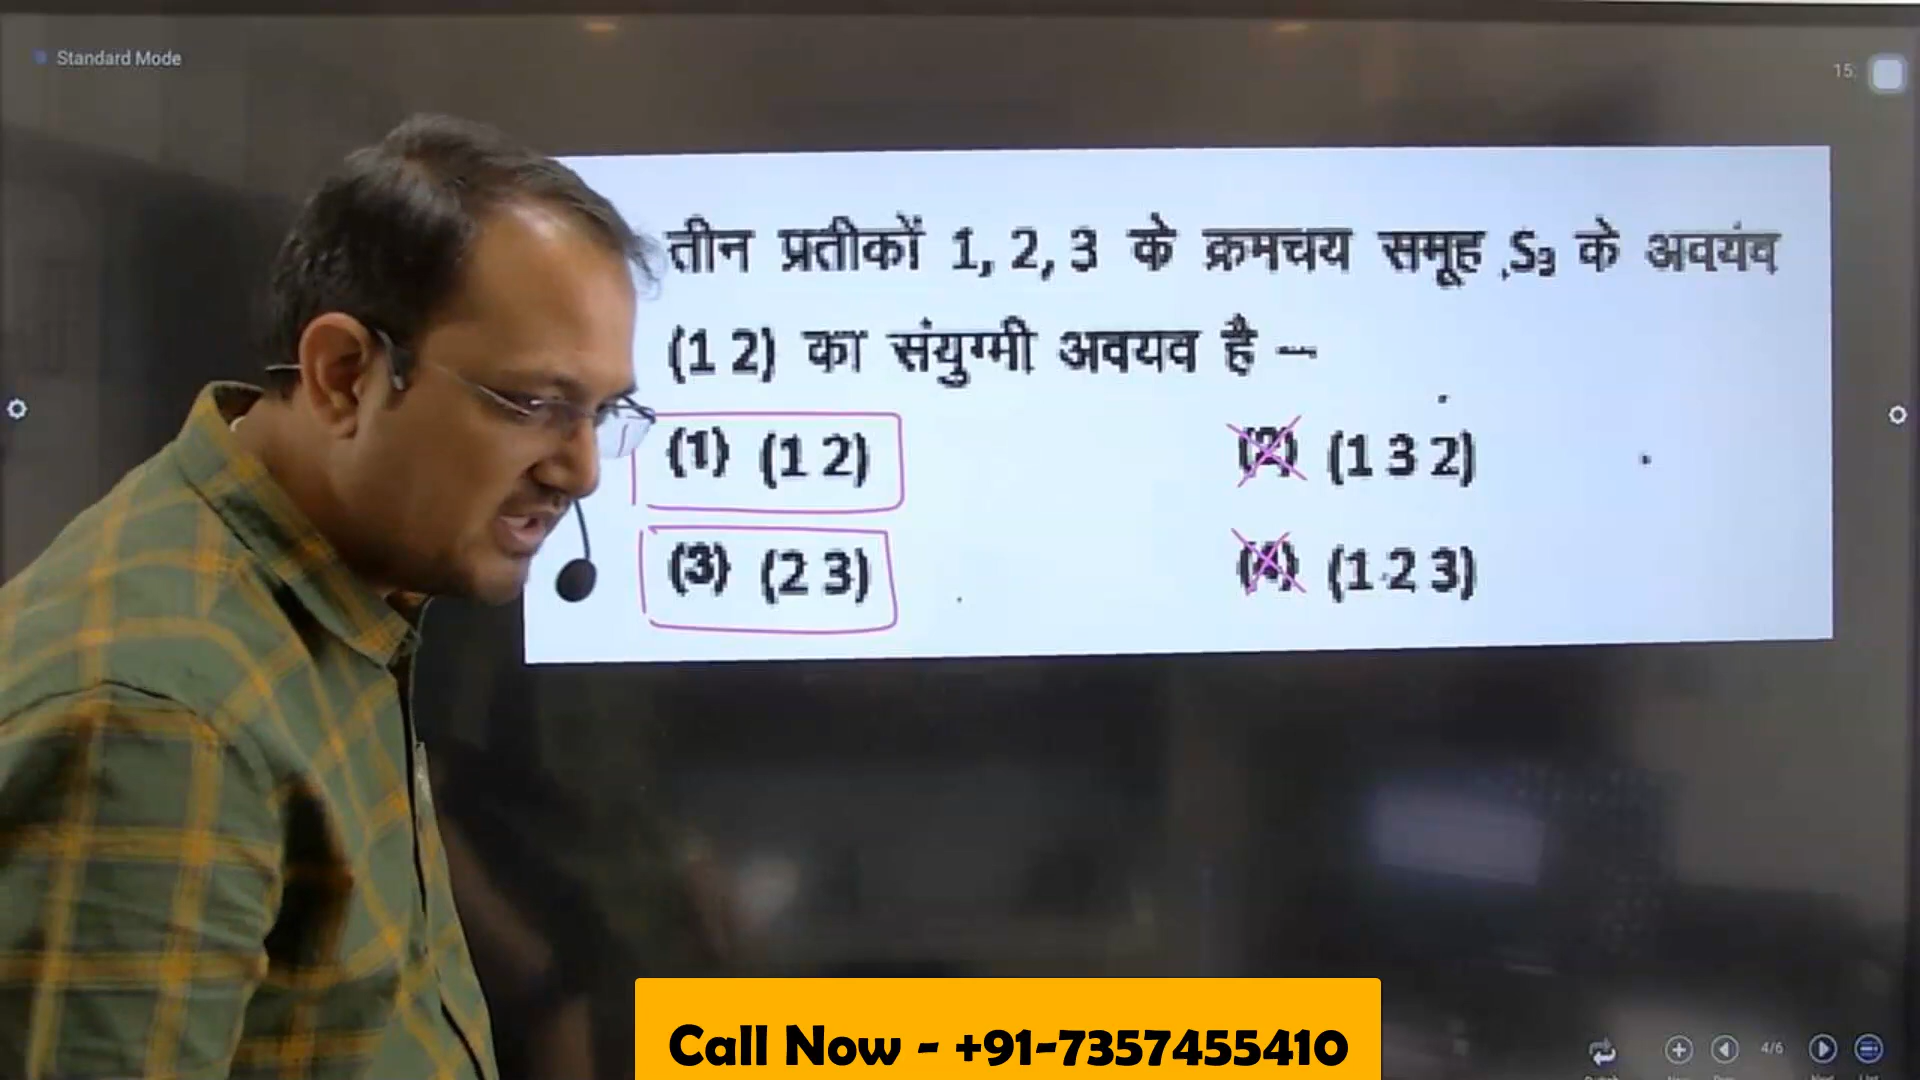 Standard Mode
15:
तीन प्रतीकों 1, 2, 3 के क्रमचय समूह S₃ के अवयव
(1 2) का संयुग्मी अवयव है –
(1) (1 2)
(2) (1 3 2)
(3) (2 3)
(4) (1 2 3)
4/6
Call Now - +91-7357455410